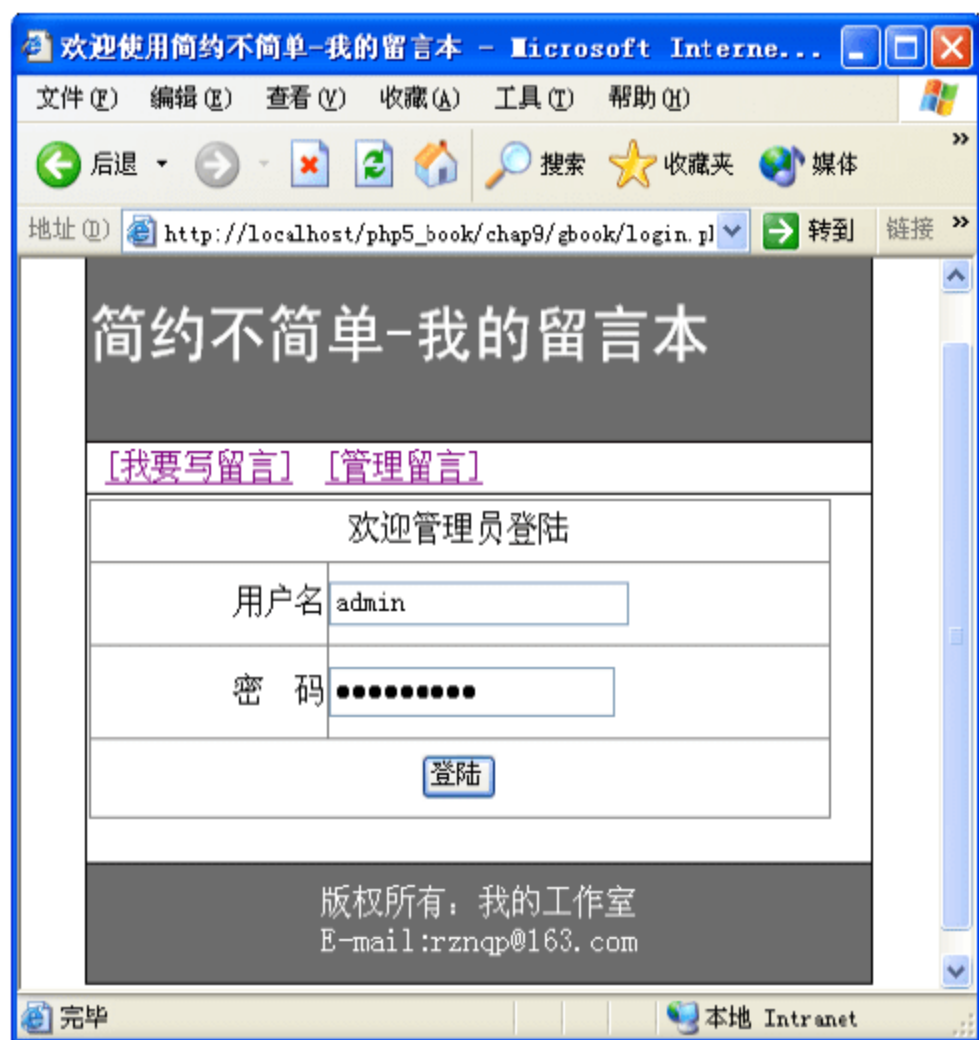 欢迎使用简约不简单-我的留言本 - Microsoft Interne...
文件(F) 编辑(E) 查看(V) 收藏(A) 工具(T) 帮助(H)
后退 搜索 收藏夹 媒体 »
地址(D) http://localhost/php5_book/chap9/gbook/login.pl 转到 链接 »
简约不简单-我的留言本
[我要写留言] [管理留言]
欢迎管理员登陆
用户名 admin
密 码 ●●●●●●●●●
登陆
版权所有：我的工作室
E-mail:rznqp@163.com
完毕 本地 Intranet